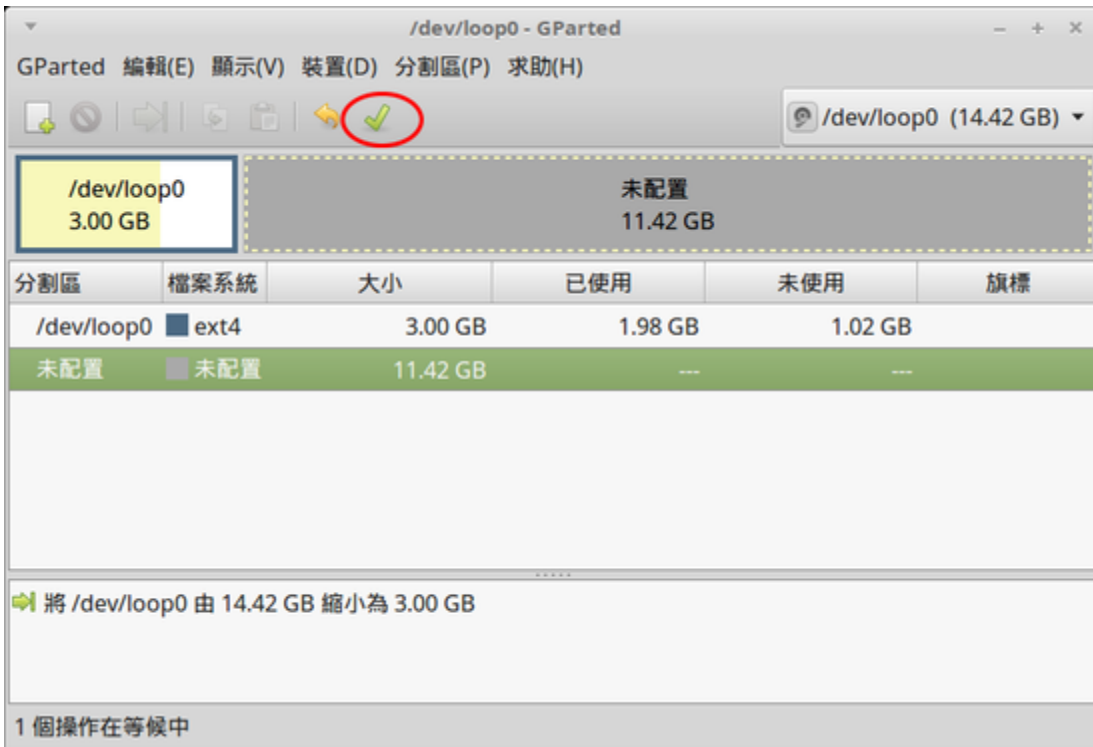 /dev/loop0 - GParted
GParted 編輯(E) 顯示(V) 裝置(D) 分割區(P) 求助(H)
/dev/loop0 (14.42 GB)
/dev/loop0
3.00 GB
未配置
11.42 GB
分割區 檔案系統 大小 已使用 未使用 旗標
/dev/loop0 ext4 3.00 GB 1.98 GB 1.02 GB
未配置 未配置 11.42 GB --- ---
將 /dev/loop0 由 14.42 GB 縮小為 3.00 GB
1 個操作在等候中